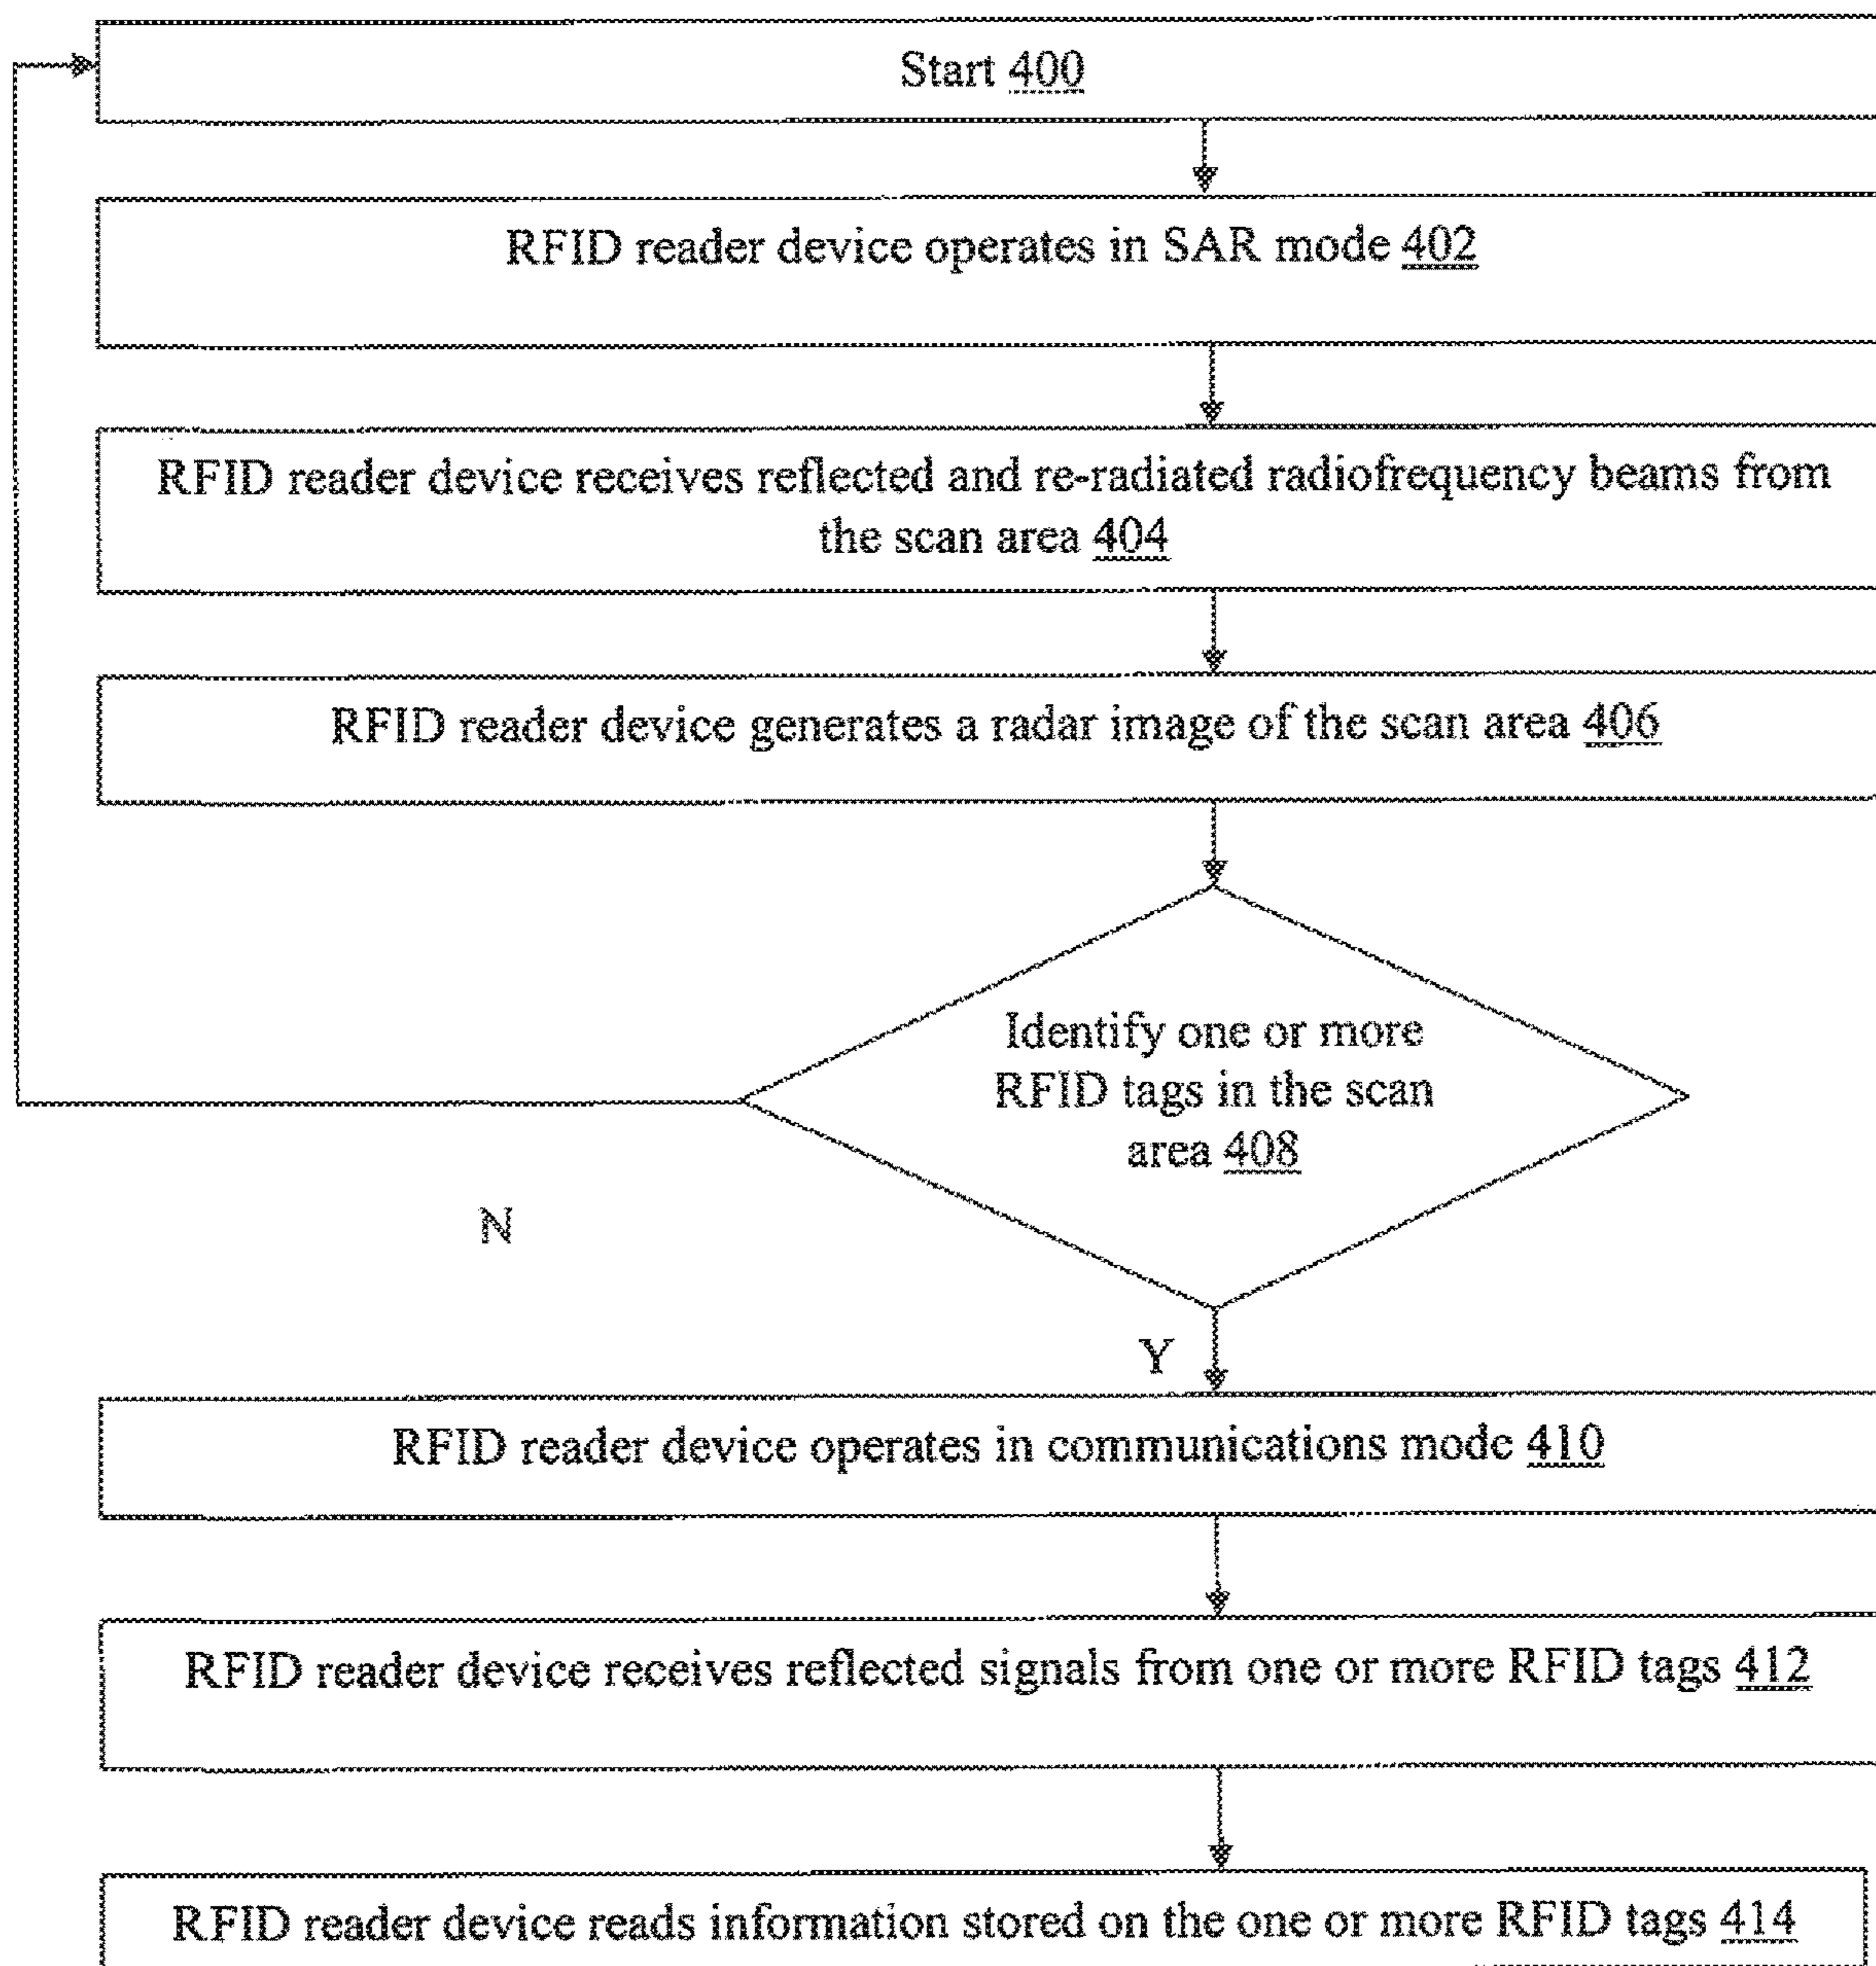 Start 400
RFID reader device operates in SAR mode 402
RFID reader device receives reflected and re-radiated radiofrequency beams from
the scan area 404
RFID reader device generates a radar image of the scan area 406
Identify one or more
RFID tags in the scan
area 408
N
Y
RFID reader device operates in communications mode 410
RFID reader device receives reflected signals from one or more RFID tags 412
RFID reader device reads information stored on the one or more RFID tags 414